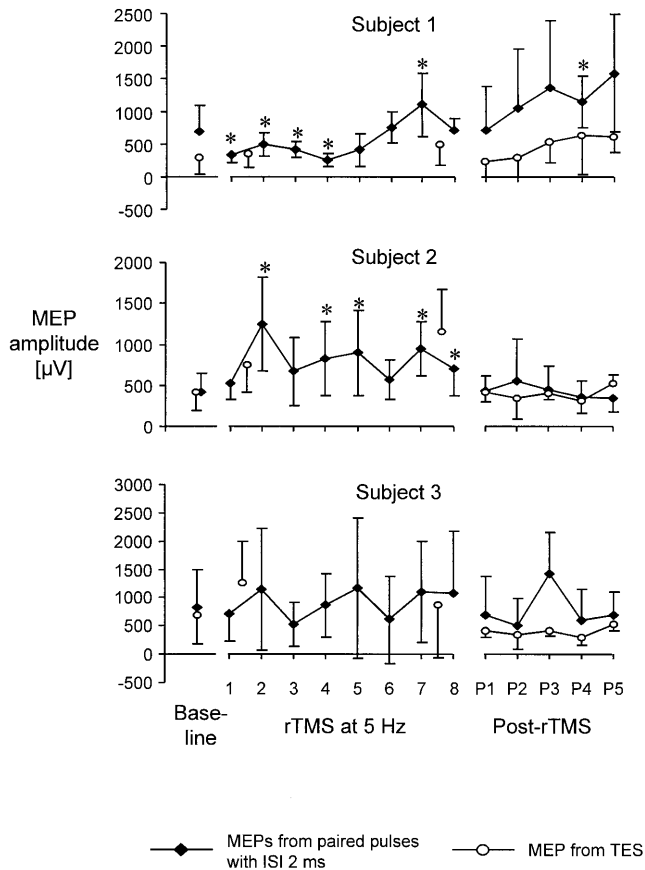 Subject 1
2500
2000
1500
1000
500
0
-500
* * * * * *
Subject 2
MEP
amplitude
[µV]
2000
1500
1000
500
0
* * * * *
Subject 3
3000
2500
2000
1500
1000
500
0
-500
1 2 3 4 5 6 7 8 P1 P2 P3 P4 P5
Base-
line
rTMS at 5 Hz
Post-rTMS
MEPs from paired pulses
with ISI 2 ms
MEP from TES